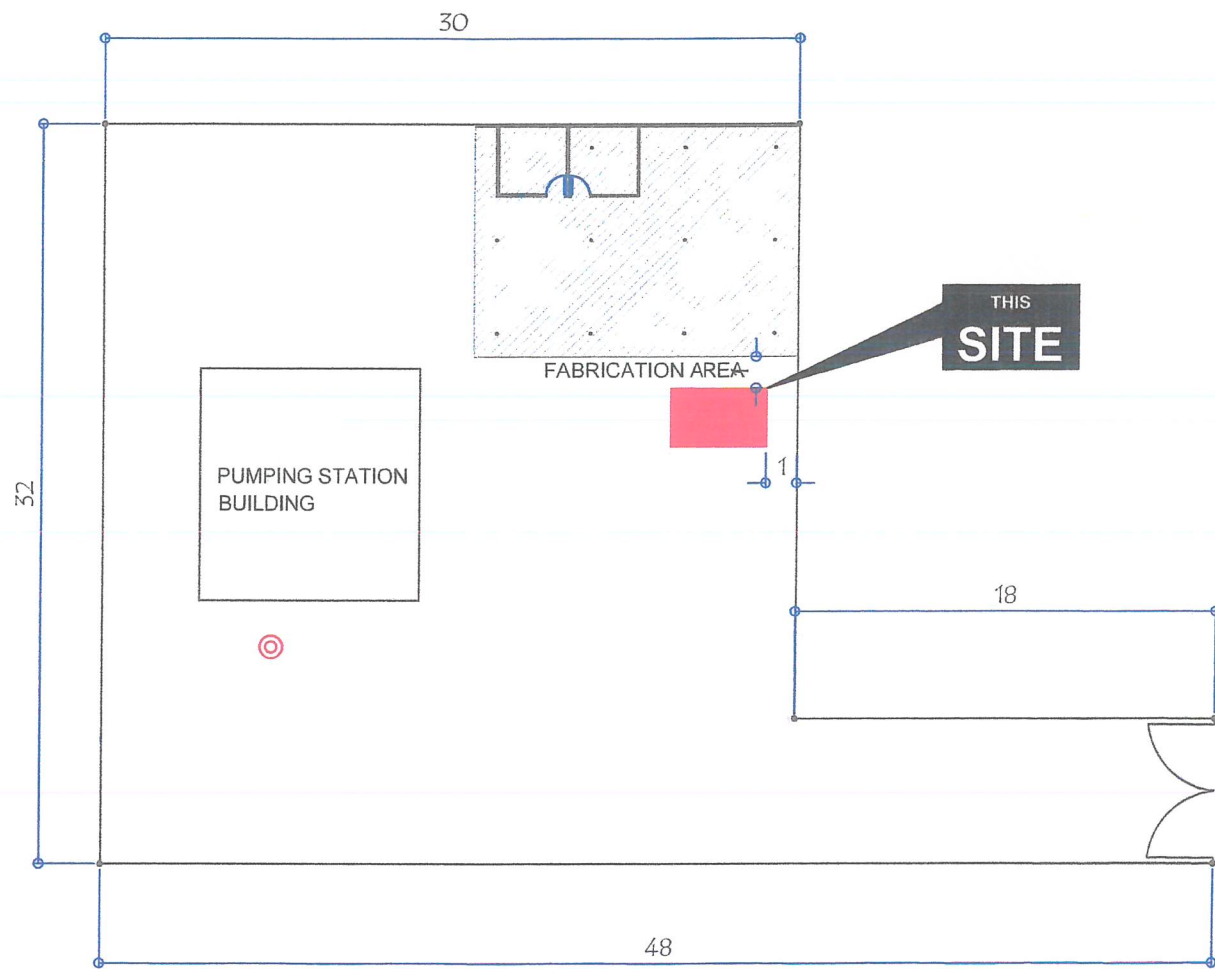 30
THIS
SITE
FABRICATION AREA
PUMPING STATION
BUILDING
32
1
18
48